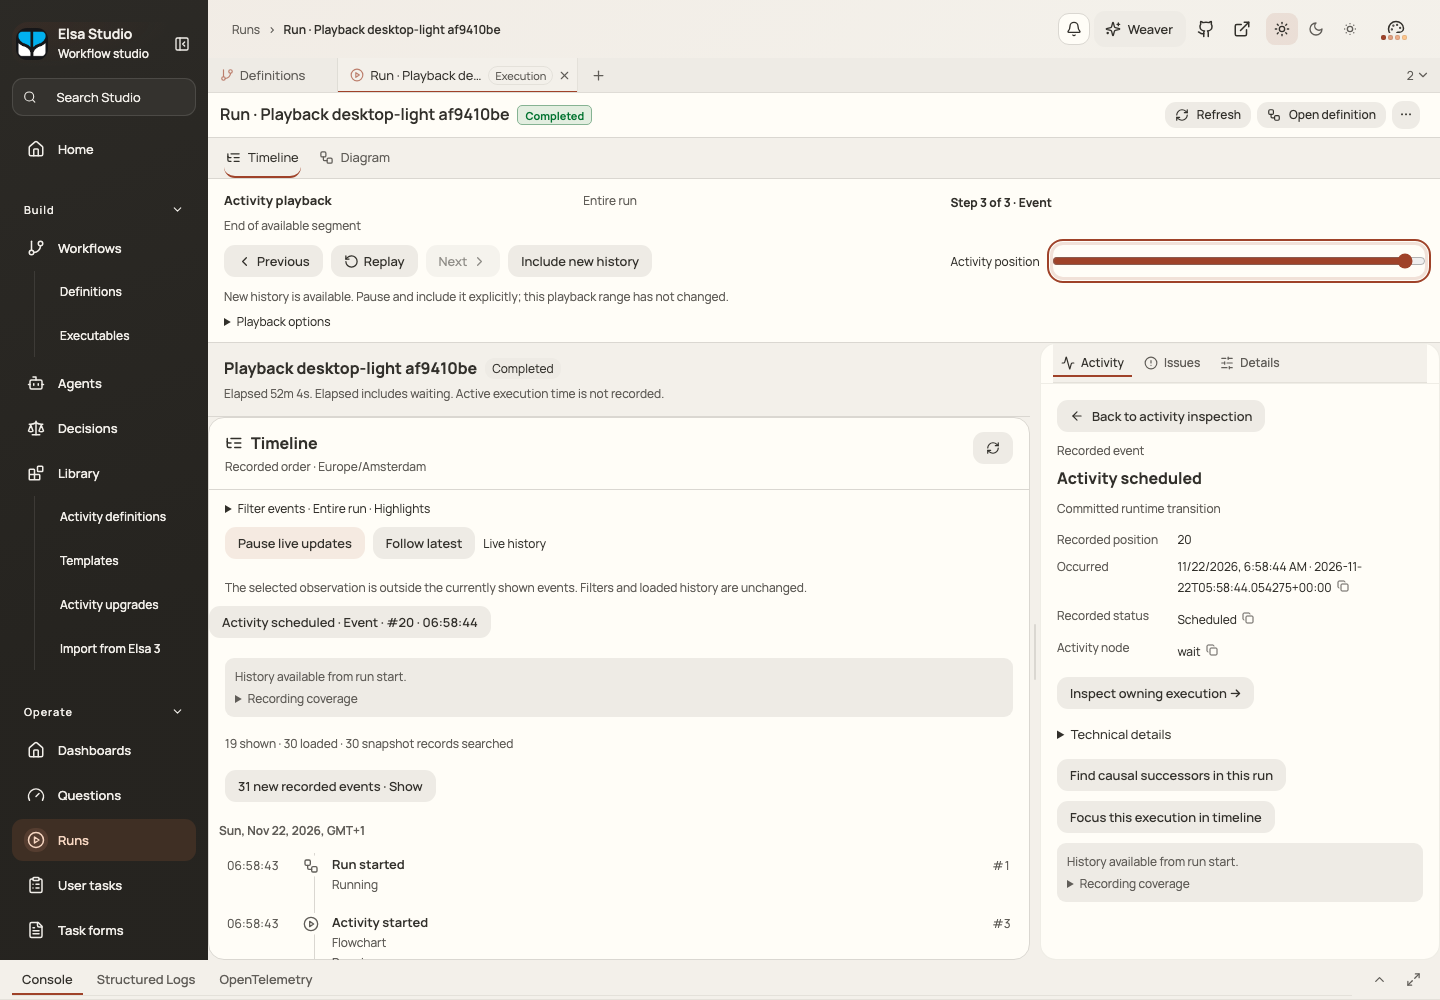 Elsa Studio
Workflow studio
Search Studio
Home
Build
Workflows
Definitions
Executables
Agents
Decisions
Library
Activity definitions
Templates
Activity upgrades
Import from Elsa 3
Operate
Dashboards
Questions
Runs
User tasks
Task forms
Runs › Run · Playback desktop-light af9410be
Weaver
Definitions
Run · Playback de... Execution
2
Run · Playback desktop-light af9410be Completed
Refresh
Open definition
Timeline
Diagram
Activity playback
Entire run
Step 3 of 3 · Event
End of available segment
Previous
Replay
Next
Include new history
Activity position
New history is available. Pause and include it explicitly; this playback range has not changed.
Playback options
Playback desktop-light af9410be Completed
Elapsed 52m 4s. Elapsed includes waiting. Active execution time is not recorded.
Timeline
Recorded order · Europe/Amsterdam
Filter events · Entire run · Highlights
Pause live updates
Follow latest
Live history
The selected observation is outside the currently shown events. Filters and loaded history are unchanged.
Activity scheduled · Event · #20 · 06:58:44
History available from run start.
Recording coverage
19 shown · 30 loaded · 30 snapshot records searched
31 new recorded events · Show
Sun, Nov 22, 2026, GMT+1
06:58:43 Run started #1
Running
06:58:43 Activity started #3
Flowchart
Activity
Issues
Details
Back to activity inspection
Recorded event
Activity scheduled
Committed runtime transition
Recorded position 20
Occurred 11/22/2026, 6:58:44 AM · 2026-11-
22T05:58:44.054275+00:00
Recorded status Scheduled
Activity node wait
Inspect owning execution →
Technical details
Find causal successors in this run
Focus this execution in timeline
History available from run start.
Recording coverage
Console
Structured Logs
OpenTelemetry